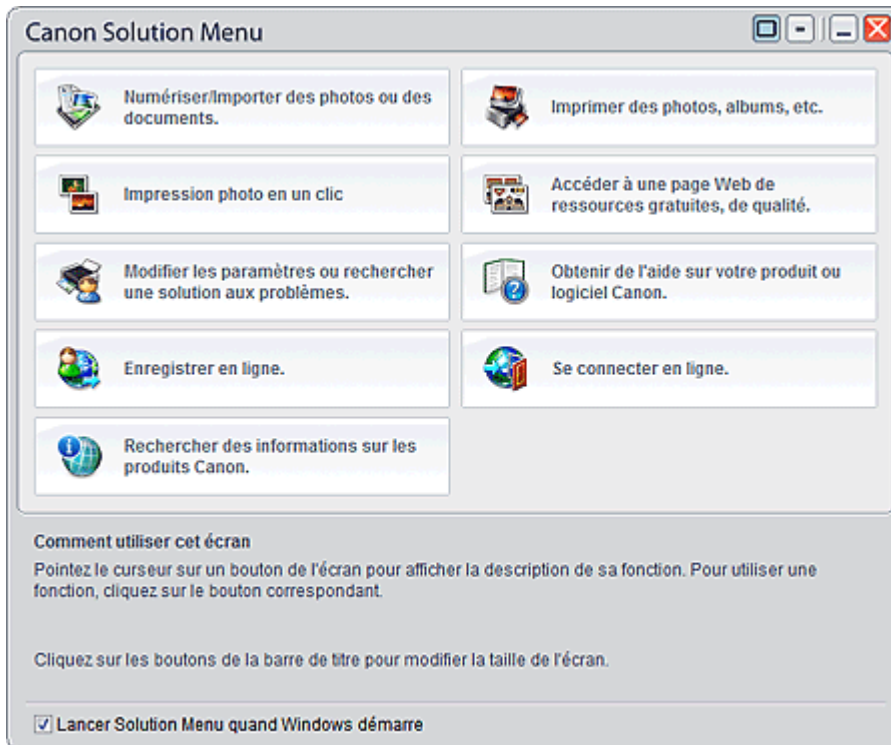 Canon Solution Menu
Numériser/Importer des photos ou des
documents.
Imprimer des photos, albums, etc.
Impression photo en un clic
Accéder à une page Web de
ressources gratuites, de qualité.
Modifier les paramètres ou rechercher
une solution aux problèmes.
Obtenir de l'aide sur votre produit ou
logiciel Canon.
Enregistrer en ligne.
Se connecter en ligne.
Rechercher des informations sur les
produits Canon.
Comment utiliser cet écran
Pointez le curseur sur un bouton de l'écran pour afficher la description de sa fonction. Pour utiliser une
fonction, cliquez sur le bouton correspondant.
Cliquez sur les boutons de la barre de titre pour modifier la taille de l'écran.
Lancer Solution Menu quand Windows démarre